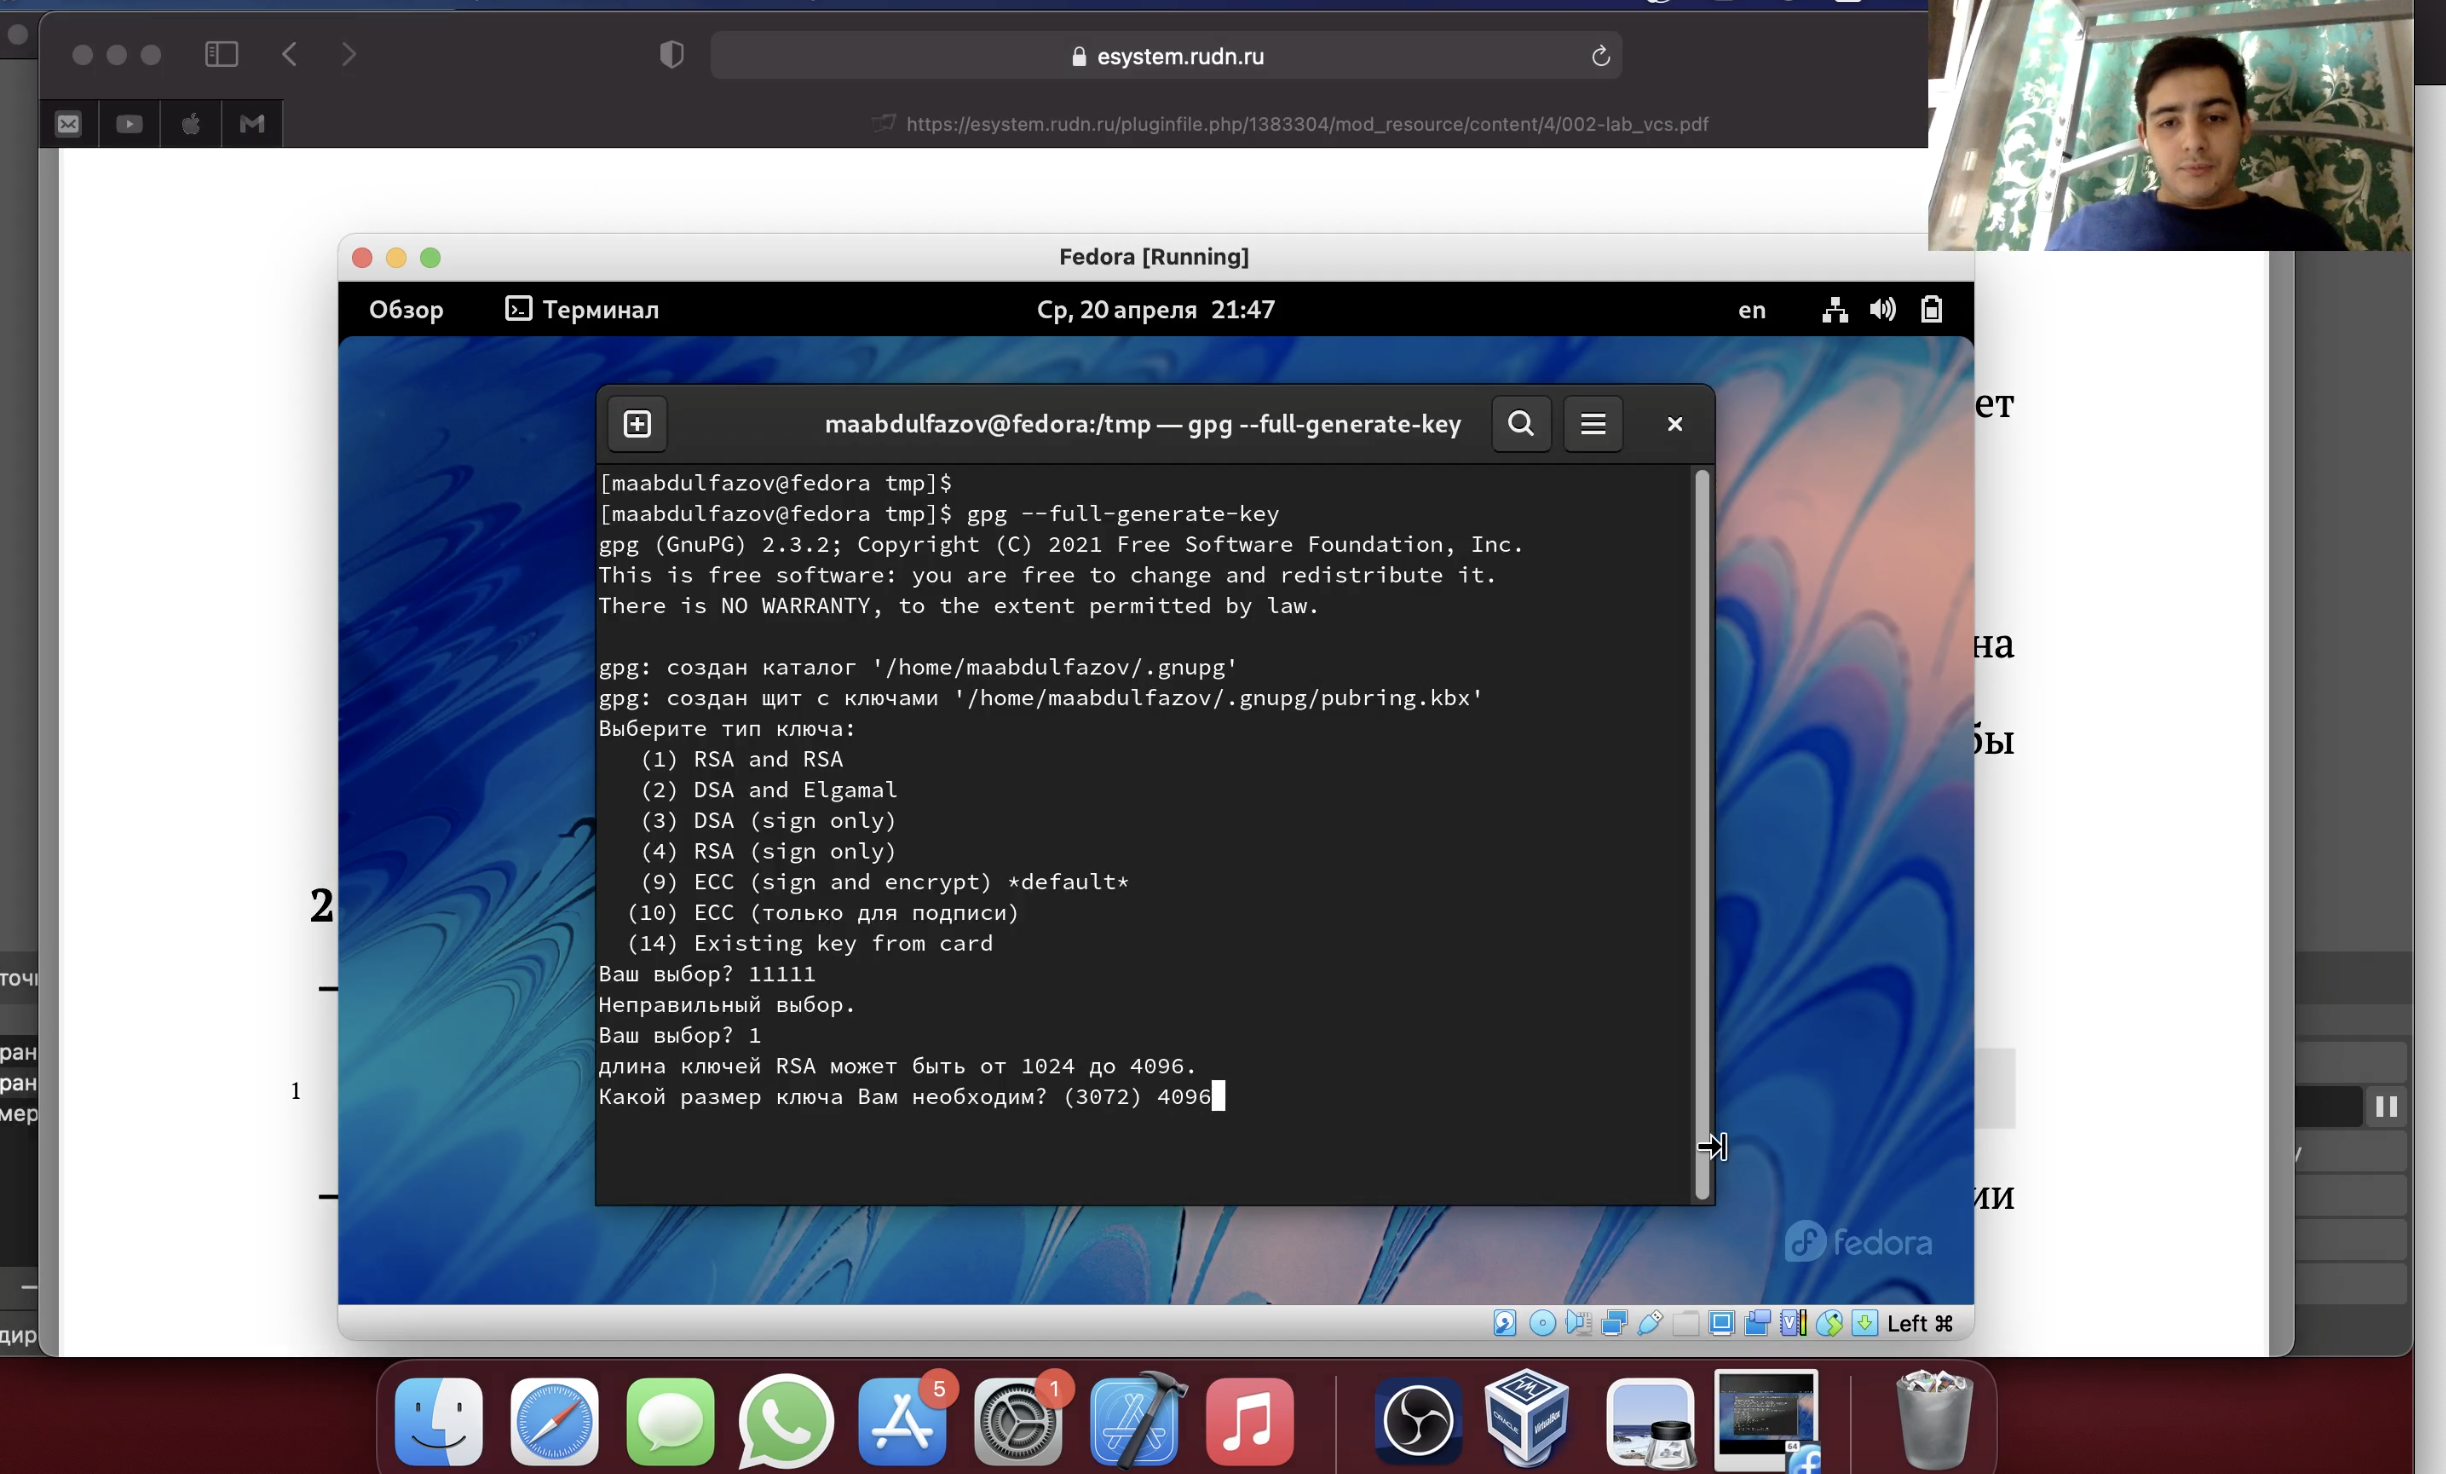 esystem.rudn.ru
https://esystem.rudn.ru/pluginfile.php/1383304/mod_resource/content/4/002-lab_vcs.pdf
Fedora [Running]
Обзор
Терминал
Ср, 20 апреля 21:47
en
ет
maabdulfazov@fedora:/tmp — gpg --full-generate-key
[maabdulfazov@fedora tmp]$
[maabdulfazov@fedora tmp]$ gpg --full-generate-key
gpg (GnuPG) 2.3.2; Copyright (C) 2021 Free Software Foundation, Inc.
This is free software: you are free to change and redistribute it.
There is NO WARRANTY, to the extent permitted by law.
на
gpg: создан каталог '/home/maabdulfazov/.gnupg'
gpg: создан щит с ключами '/home/maabdulfazov/.gnupg/pubring.kbx'
Выберите тип ключа:
бы
(1) RSA and RSA
(2) DSA and Elgamal
(3) DSA (sign only)
(4) RSA (sign only)
(9) ECC (sign and encrypt) *default*
2
(10) ECC (только для подписи)
(14) Existing key from card
Ваш выбор? 11111
Неправильный выбор.
Ваш выбор? 1
длина ключей RSA может быть от 1024 до 4096.
Какой размер ключа Вам необходим? (3072) 4096
точ
ран
ран
мер
1
ии
fedora
дир
Left ⌘
5
1